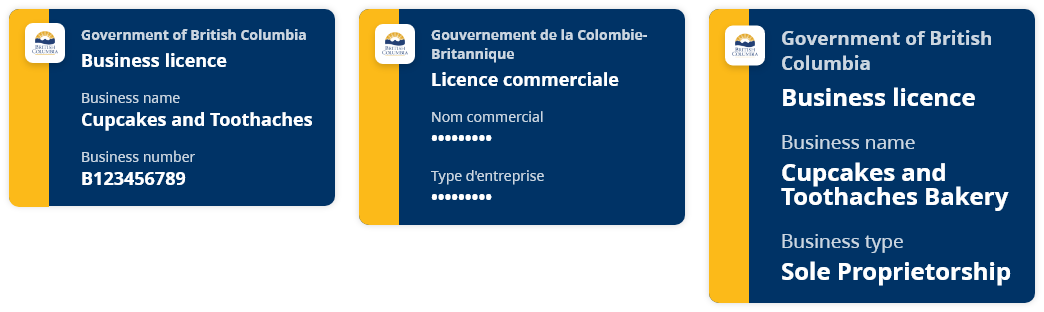 BRITISH
COLUMBIA
Government of British Columbia
Business licence
Business name
Cupcakes and Toothaches
Business number
B123456789
BRITISH
COLUMBIA
Gouvernement de la Colombie-
Britannique
Licence commerciale
Nom commercial
•••••••••
Type d'entreprise
•••••••••
BRITISH
COLUMBIA
Government of British
Columbia
Business licence
Business name
Cupcakes and
Toothaches Bakery
Business type
Sole Proprietorship